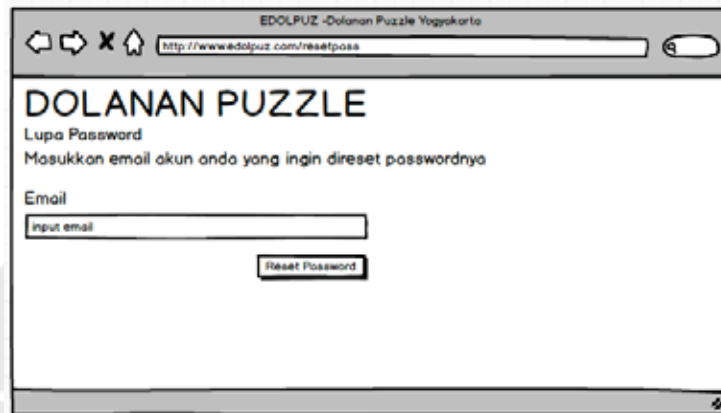 EDOLPUZ -Dolanan Puzzle Yogyakarta
http://www.edolpuz.com/resetpass
DOLANAN PUZZLE
Lupa Password
Masukkan email akun anda yang ingin direset passwordnya
Email
input email
Reset Password